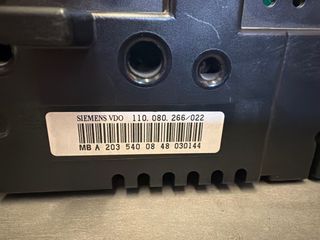 SIEMENS VDO 110.080.266/022
MB A 203 540 08 48 030144